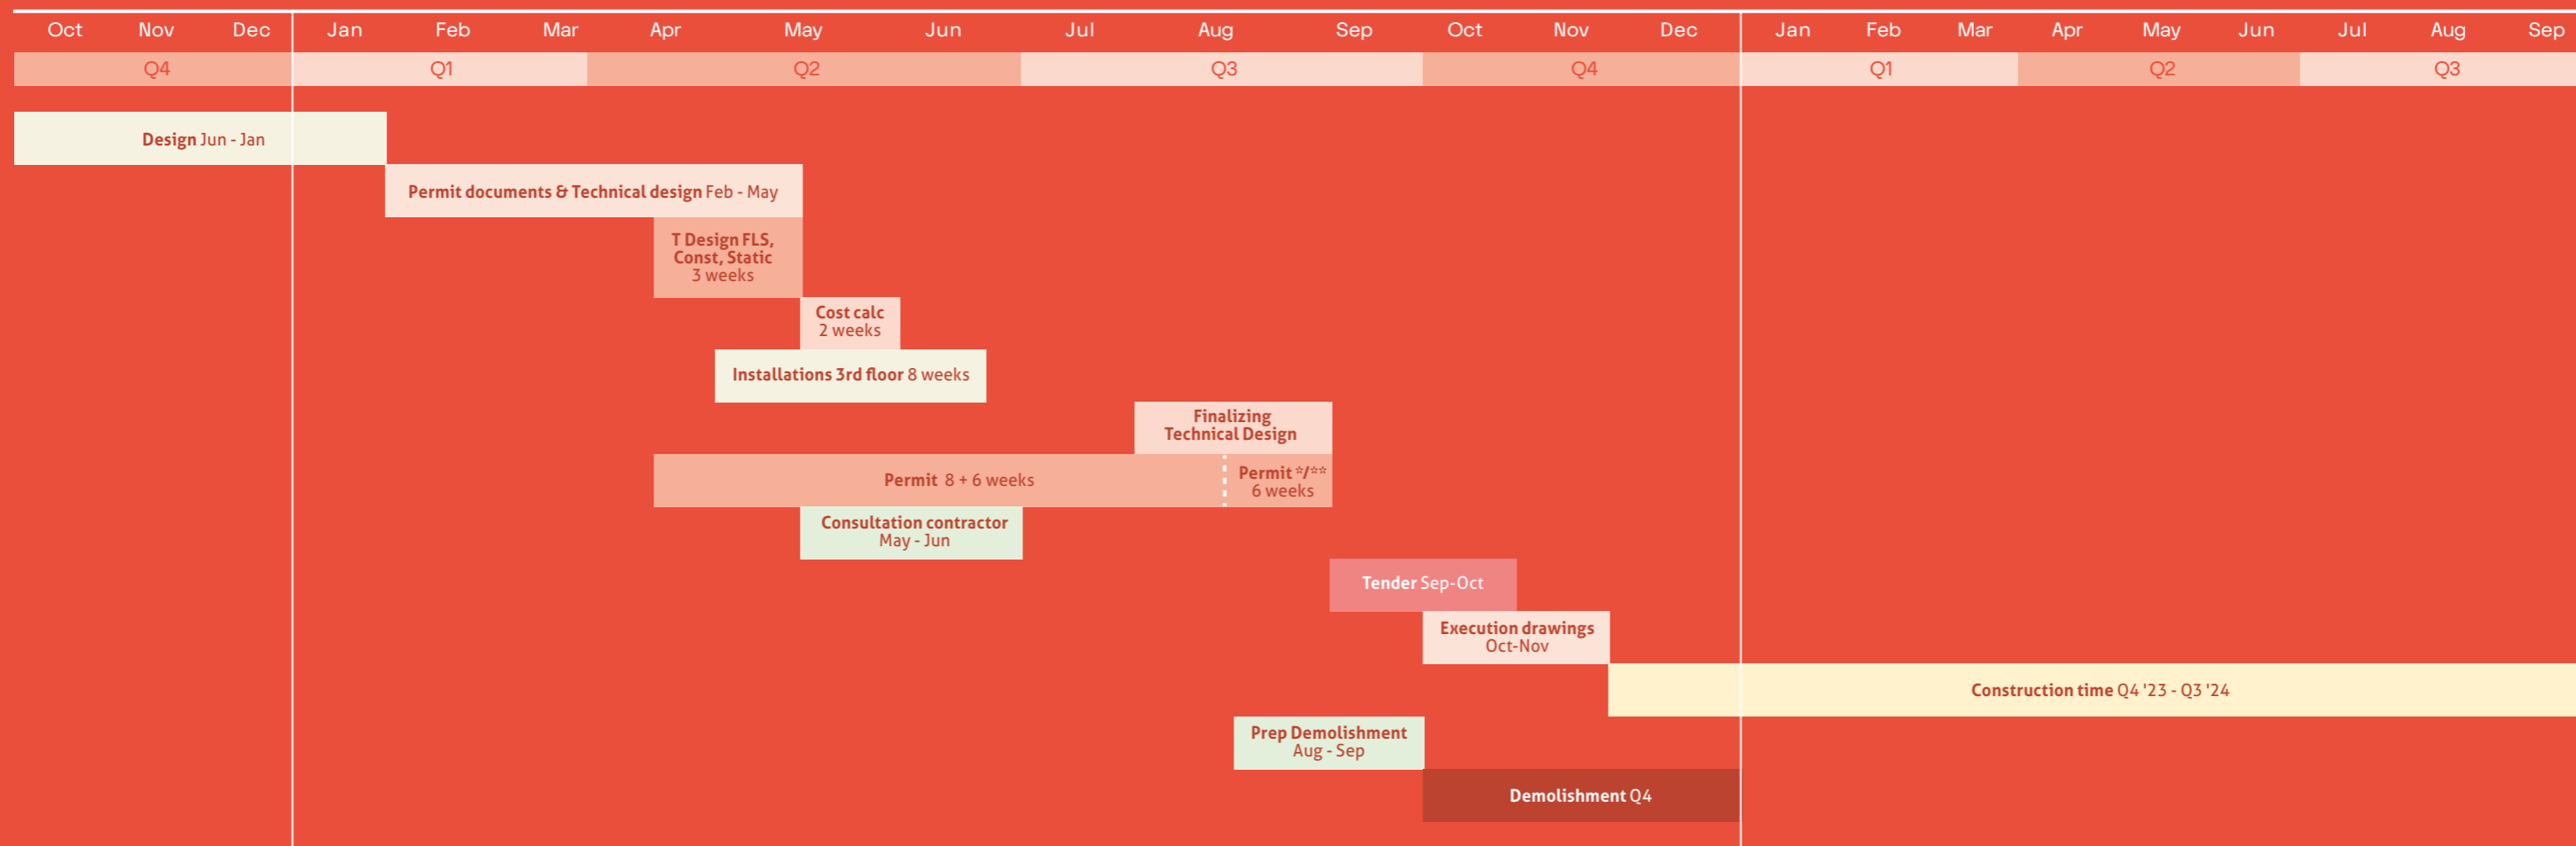 Oct Nov Dec Jan Feb Mar Apr May Jun Jul Aug Sep Oct Nov Dec Jan Feb Mar Apr May Jun Jul Aug Sep
Q4 Q1 Q2 Q3 Q4 Q1 Q2 Q3
Design Jun - Jan
Permit documents & Technical design Feb - May
T Design FLS,
Const, Static
3 weeks
Cost calc
2 weeks
Installations 3rd floor 8 weeks
Finalizing
Technical Design
Permit 8 + 6 weeks
Permit */**
6 weeks
Consultation contractor
May - Jun
Tender Sep-Oct
Execution drawings
Oct-Nov
Construction time Q4 '23 - Q3 '24
Prep Demolishment
Aug - Sep
Demolishment Q4